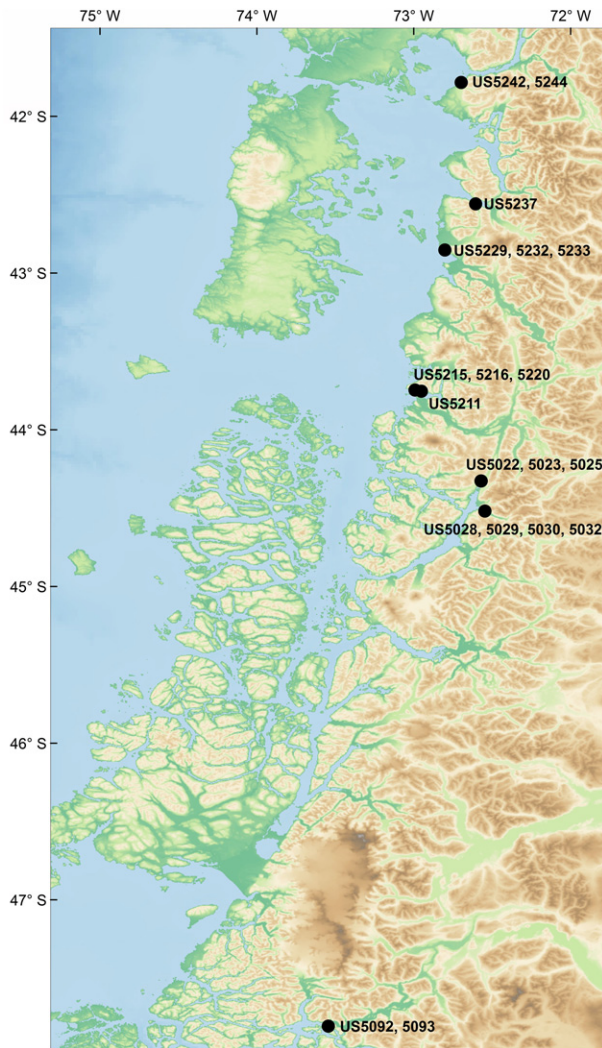 75° W 74° W 73° W 72° W
US5242, 5244
42° S
US5237
US5229, 5232, 5233
43° S
US5215, 5216, 5220
US5211
44° S
US5022, 5023, 5025
US5028, 5029, 5030, 5032
45° S
46° S
47° S
US5092, 5093